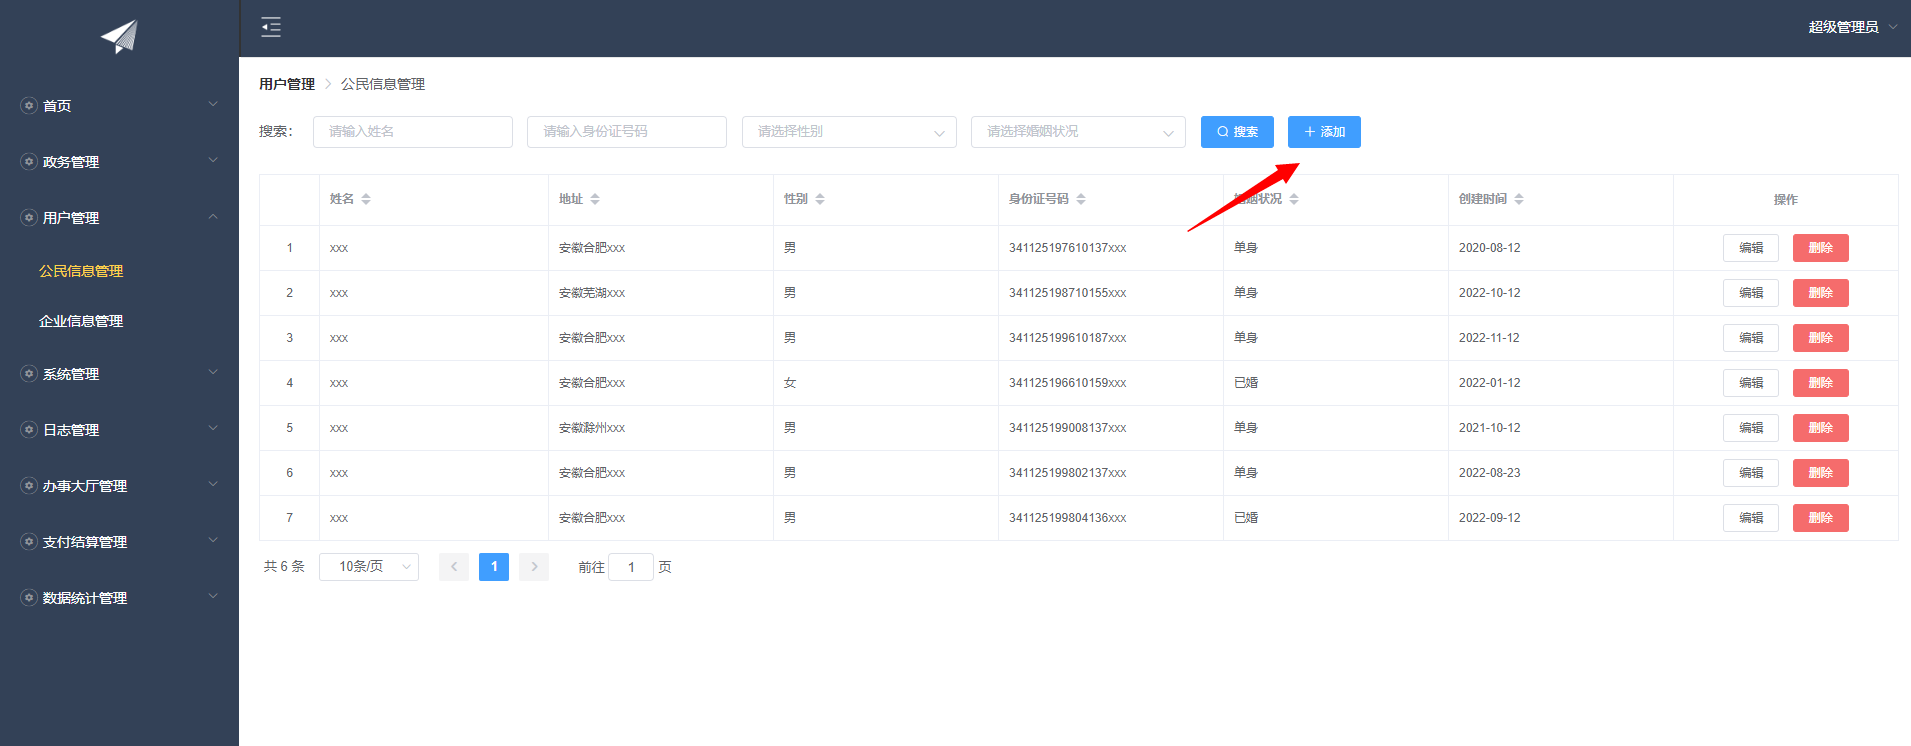 超级管理员
首页
政务管理
用户管理
公民信息管理
企业信息管理
系统管理
日志管理
办事大厅管理
支付结算管理
数据统计管理
用户管理 > 公民信息管理
搜索: 请输入姓名 请输入身份证号码 请选择性别 请选择婚姻状况 搜索 + 添加
姓名 地址 性别 身份证号码 姻状况 创建时间 操作
1 xxx 安徽合肥xxx 男 341125197610137xxx 单身 2020-08-12 编辑 删除
2 xxx 安徽芜湖xxx 男 341125198710155xxx 单身 2022-10-12 编辑 删除
3 xxx 安徽合肥xxx 男 341125199610187xxx 单身 2022-11-12 编辑 删除
4 xxx 安徽合肥xxx 女 341125196610159xxx 已婚 2022-01-12 编辑 删除
5 xxx 安徽滁州xxx 男 341125199008137xxx 单身 2021-10-12 编辑 删除
6 xxx 安徽合肥xxx 男 341125199802137xxx 单身 2022-08-23 编辑 删除
7 xxx 安徽合肥xxx 男 341125199804136xxx 已婚 2022-09-12 编辑 删除
共 6 条 10条/页 < 1 > 前往 1 页